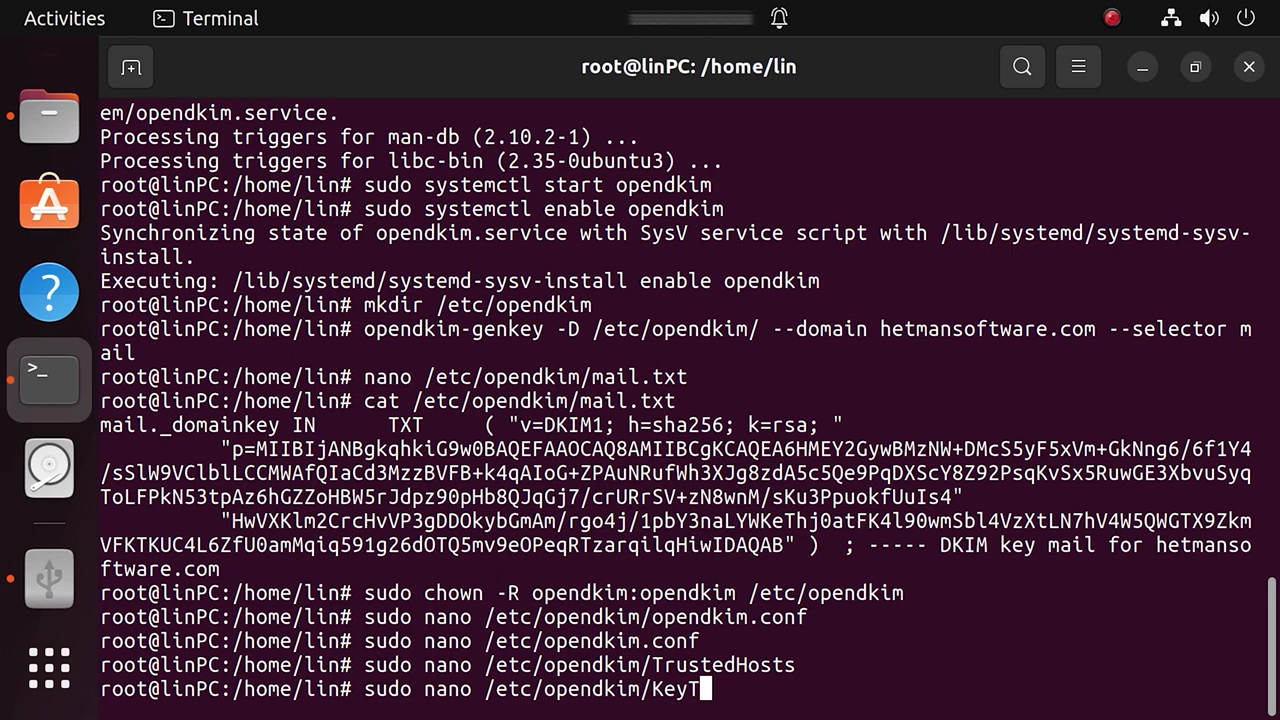 Activities
Terminal
root@linPC: /home/lin
em/opendkim.service.
Processing triggers for man-db (2.10.2-1) ...
Processing triggers for libc-bin (2.35-0ubuntu3) ...
root@linPC:/home/lin# sudo systemctl start opendkim
root@linPC:/home/lin# sudo systemctl enable opendkim
Synchronizing state of opendkim.service with SysV service script with /lib/systemd/systemd-sysv-
install.
Executing: /lib/systemd/systemd-sysv-install enable opendkim
root@linPC:/home/lin# mkdir /etc/opendkim
root@linPC:/home/lin# opendkim-genkey -D /etc/opendkim/ --domain hetmansoftware.com --selector m
ail
root@linPC:/home/lin# nano /etc/opendkim/mail.txt
root@linPC:/home/lin# cat /etc/opendkim/mail.txt
mail._domainkey IN      TXT     ( "v=DKIM1; h=sha256; k=rsa; "
"p=MIIBIjANBgkqhkiG9w0BAQEFAAOCAQ8AMIIBCgKCAQEA6HMEY2GywBMzNW+DMcS5yF5xVm+GkNng6/6f1Y4
/sSlW9VClblLCCMWAfQIaCd3MzzBVFB+k4qAIoG+ZPAuNRufWh3XJg8zdA5c5Qe9PqDXScY8Z92PsqKvSx5RuwGE3XbvuSyq
ToLFPkN53tpAz6hGZZoHBW5rJdpz90pHb8QJqGj7/crURrSV+zN8wnM/sKu3PpuokfUuIs4"
"HwVXKlm2CrcHvVP3gDDOkybGmAm/rgo4j/1pbY3naLYWKeThj0atFK4l90wmSbl4VzXtLN7hV4W5QWGTX9Zkm
VFKTKUC4L6ZfU0amMqiq591g26dOTQ5mv9eOPeqRTzarqilqHiwIDAQAB" )  ; ----- DKIM key mail for hetmanso
ftware.com
root@linPC:/home/lin# sudo chown -R opendkim:opendkim /etc/opendkim
root@linPC:/home/lin# sudo nano /etc/opendkim/opendkim.conf
root@linPC:/home/lin# sudo nano /etc/opendkim.conf
root@linPC:/home/lin# sudo nano /etc/opendkim/TrustedHosts
root@linPC:/home/lin# sudo nano /etc/opendkim/KeyT